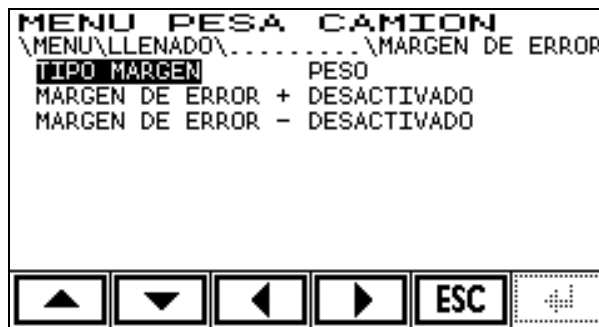 MENU PESA CAMION
\MENU\LLENADO\..........\MARGEN DE ERROR
TIPO MARGEN PESO
MARGEN DE ERROR + DESACTIVADO
MARGEN DE ERROR - DESACTIVADO
ESC